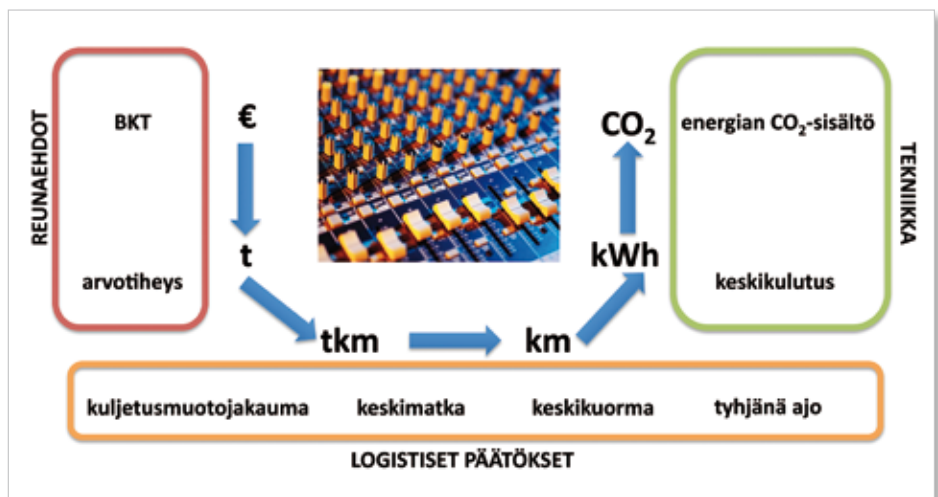 REUNAEHDOT
BKT
arvotiheys
€
t
tkm
km
kWh
CO₂
energian CO₂-sisältö
keskikulutus
TEKNIIKKA
kuljetusmuotojakauma keskimatka keskikuorma tyhjänä ajo
LOGISTISET PÄÄTÖKSET